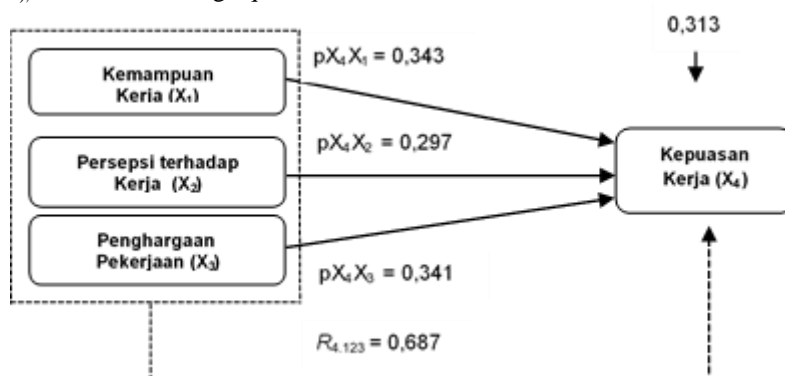 0,313
pX₄X₁ = 0,343
Kemampuan
Kerja (X₁)
pX₄X₂ = 0,297
Persepsi terhadap
Kerja (X₂)
Kepuasan
Kerja (X₄)
Penghargaan
Pekerjaan (X₃)
pX₄X₃ = 0,341
R₄.₁₂₃ = 0,687